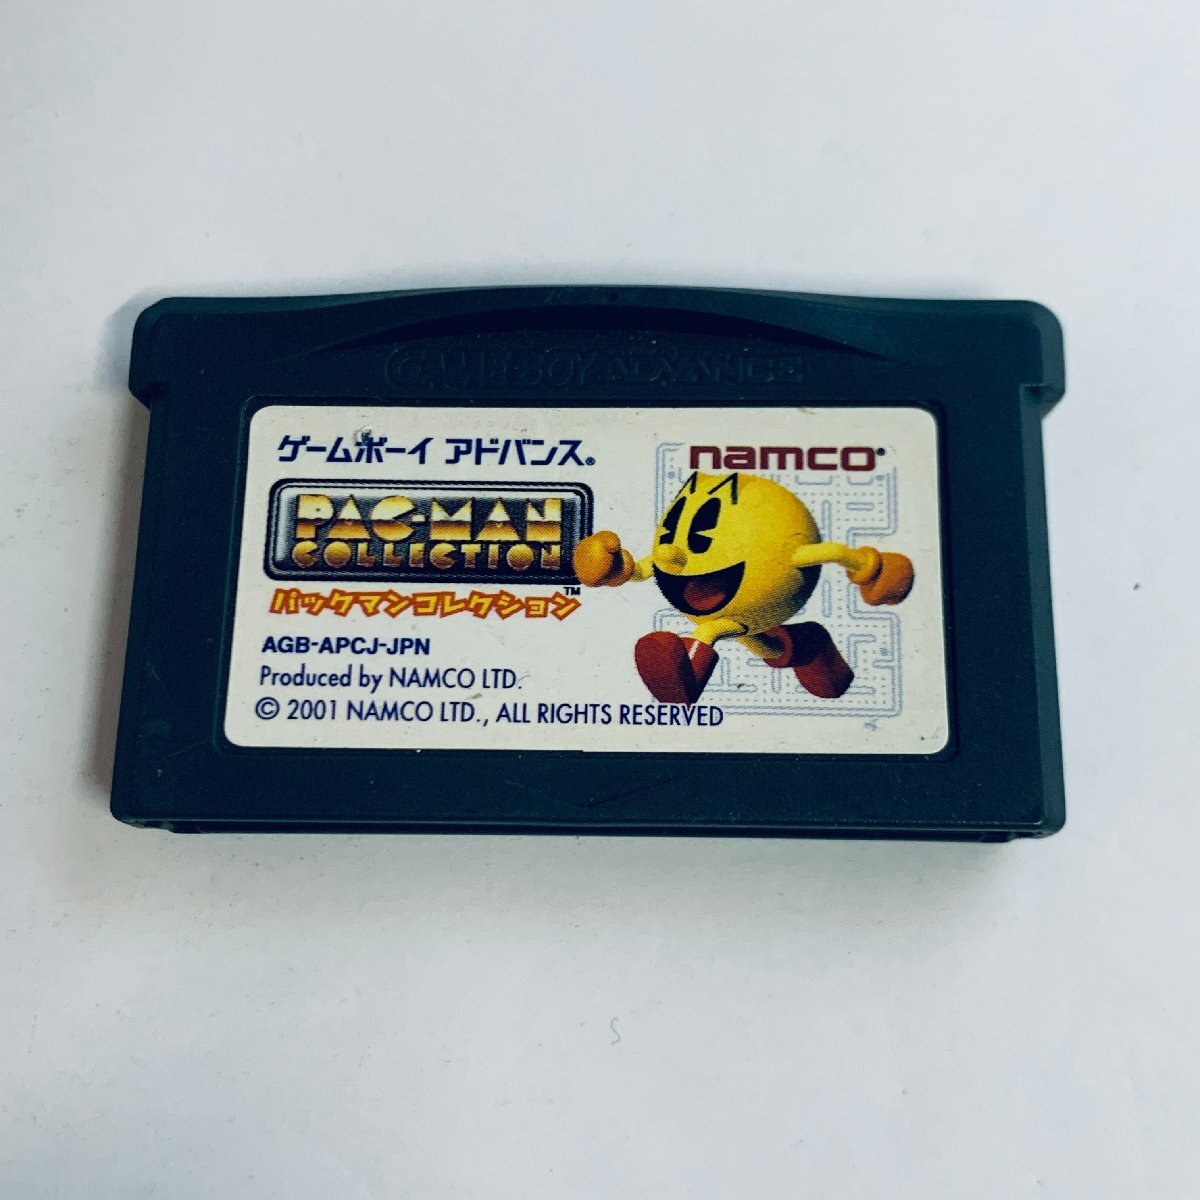 GAME BOY ADVANCE
ゲームボーイ アドバンス®
namco®
PAC-MAN
COLLECTION
™
パックマンコレクション
AGB-APCJ-JPN
Produced by NAMCO LTD.
© 2001 NAMCO LTD., ALL RIGHTS RESERVED